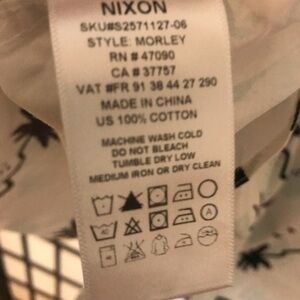 NIXON
SKU#S2571127-06
STYLE: MORLEY
RN # 47090
CA # 37757
VAT #FR 91 38 44 27 290
MADE IN CHINA
US 100% COTTON
MACHINE WASH COLD
DO NOT BLEACH
TUMBLE DRY LOW
MEDIUM IRON OR DRY CLEAN
A